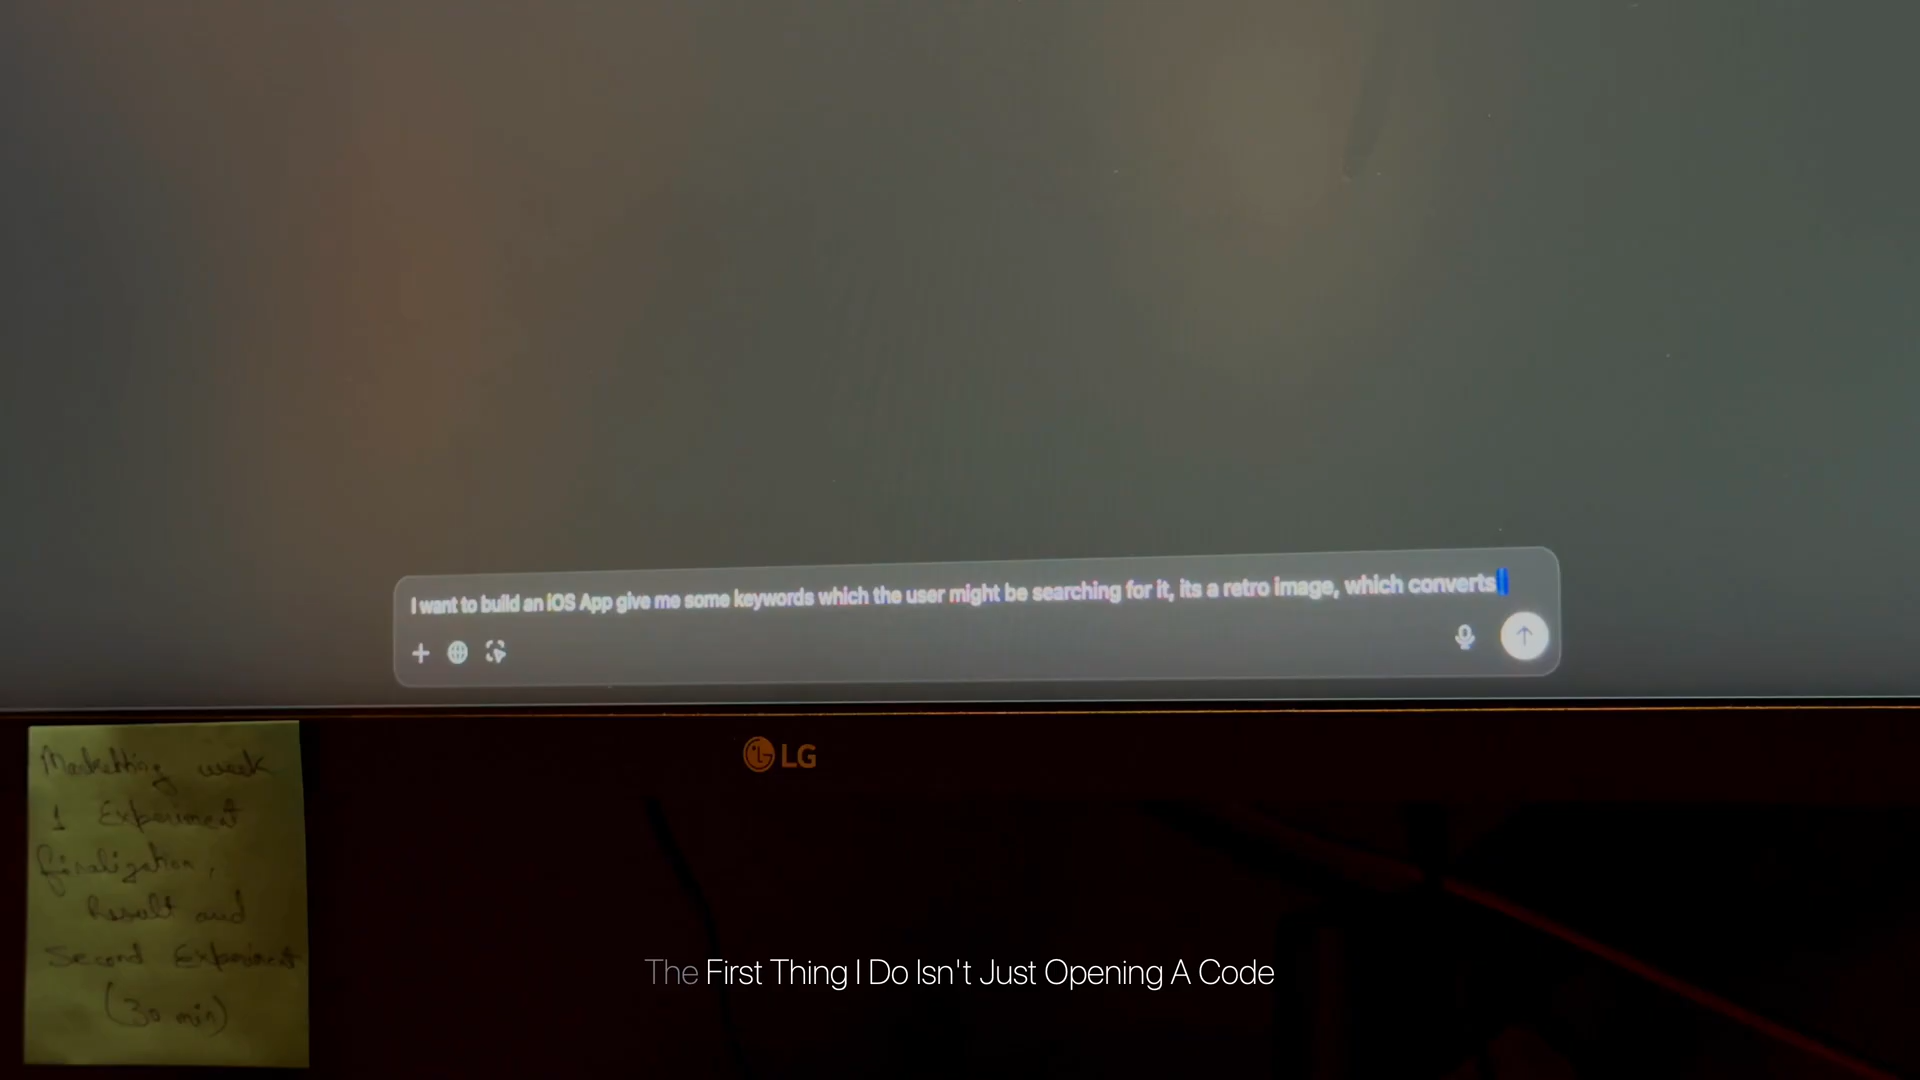 I want to build an iOS App give me some keywords which the user might be searching for it, its a retro image, which converts
LG
Marketting week
1 Experiment
finalization,
Result and
Second Experiment
(30 min)
The First Thing I Do Isn't Just Opening A Code